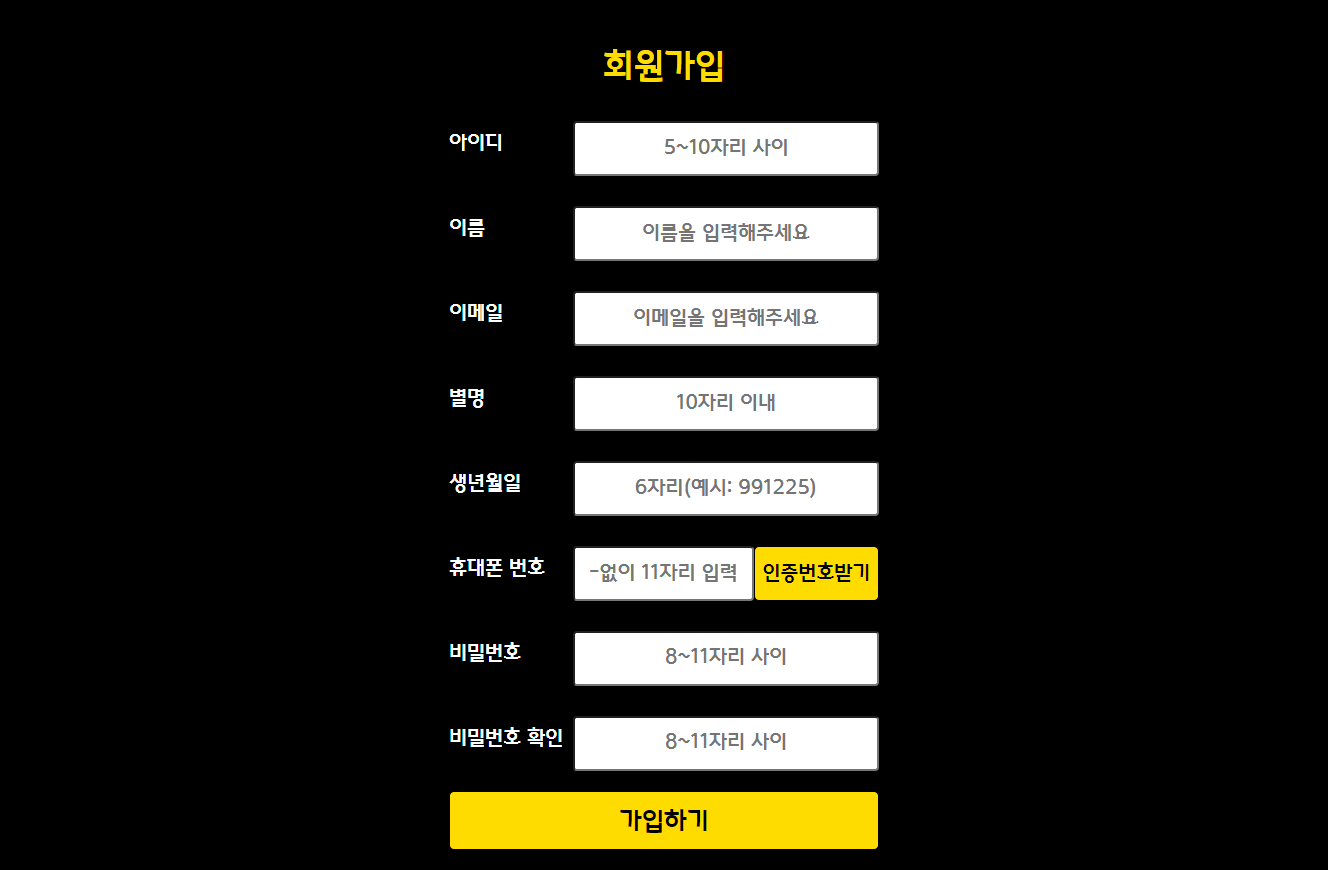 회원가입
아이디 5~10자리 사이
이름 이름을 입력해주세요
이메일 이메일을 입력해주세요
별명 10자리 이내
생년월일 6자리(예시: 991225)
휴대폰 번호 -없이 11자리 입력 인증번호받기
비밀번호 8~11자리 사이
비밀번호 확인 8~11자리 사이
가입하기